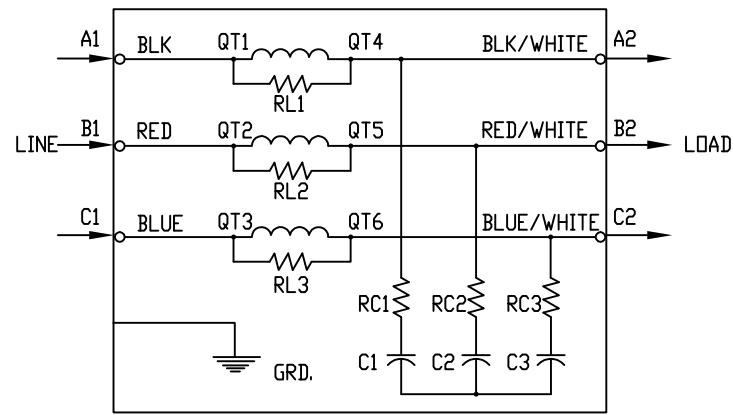 A1 BLK QT1 QT4 BLK/WHITE A2
RL1
B1 RED QT2 QT5 RED/WHITE B2
LINE LOAD
RL2
C1 BLUE QT3 QT6 BLUE/WHITE C2
RL3
RC1 RC2 RC3
C1 C2 C3
GRD.